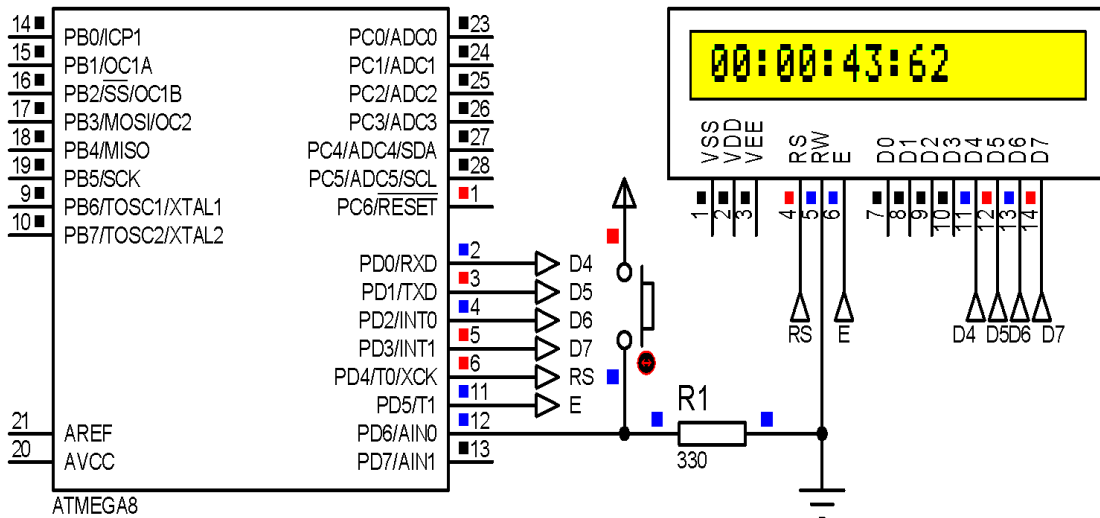 14 PB0/ICP1
15 PB1/OC1A
16 PB2/SS/OC1B
17 PB3/MOSI/OC2
18 PB4/MISO
19 PB5/SCK
9 PB6/TOSC1/XTAL1
10 PB7/TOSC2/XTAL2
21 AREF
20 AVCC
PC0/ADC0 23
PC1/ADC1 24
PC2/ADC2 25
PC3/ADC3 26
PC4/ADC4/SDA 27
PC5/ADC5/SCL 28
PC6/RESET 1
PD0/RXD 2 D4
PD1/TXD 3 D5
PD2/INT0 4 D6
PD3/INT1 5 D7
PD4/T0/XCK 6 RS
PD5/T1 11 E
PD6/AIN0 12
PD7/AIN1 13
ATMEGA8
R1
330
00:00:43:62
VSS VDD VEE RS RW E D0 D1 D2 D3 D4 D5 D6 D7
1 2 3 4 5 6 7 8 9 10 11 12 13 14
RS E D4 D5 D6 D7